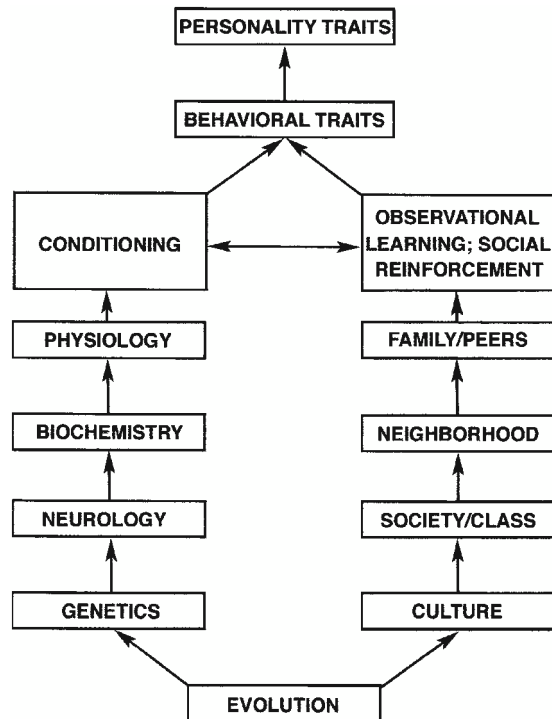 PERSONALITY TRAITS
BEHAVIORAL TRAITS
CONDITIONING
OBSERVATIONAL
LEARNING; SOCIAL
REINFORCEMENT
PHYSIOLOGY
FAMILY/PEERS
BIOCHEMISTRY
NEIGHBORHOOD
NEUROLOGY
SOCIETY/CLASS
GENETICS
CULTURE
EVOLUTION